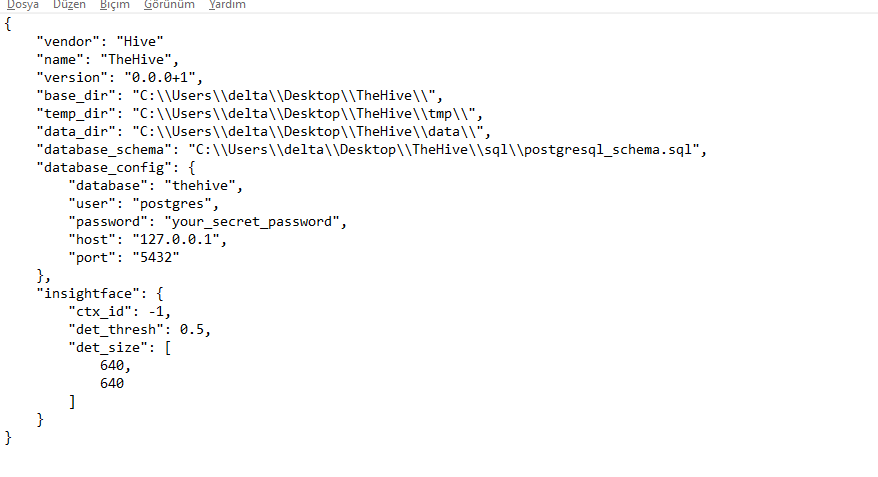 Dosya Düzen Biçim Görünüm Yardım
{
    "vendor": "Hive"
    "name": "TheHive",
    "version": "0.0.0+1",
    "base_dir": "C:\\Users\\delta\\Desktop\\TheHive\\",
    "temp_dir": "C:\\Users\\delta\\Desktop\\TheHive\\tmp\\",
    "data_dir": "C:\\Users\\delta\\Desktop\\TheHive\\data\\",
    "database_schema": "C:\\Users\\delta\\Desktop\\TheHive\\sql\\postgresql_schema.sql",
    "database_config": {
        "database": "thehive",
        "user": "postgres",
        "password": "your_secret_password",
        "host": "127.0.0.1",
        "port": "5432"
    },
    "insightface": {
        "ctx_id": -1,
        "det_thresh": 0.5,
        "det_size": [
            640,
            640
        ]
    }
}